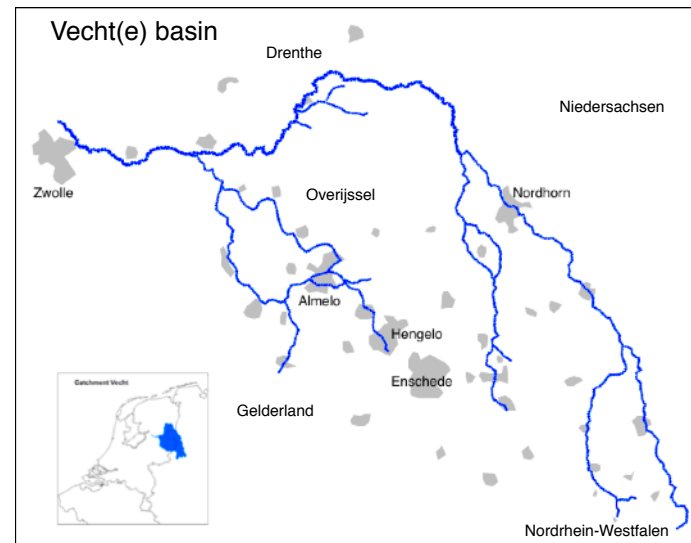 Vecht(e) basin
Drenthe
Niedersachsen
Zwolle
Overijssel
Nordhorn
Almelo
Hengelo
Enschede
Catchment Vecht
Gelderland
Nordrhein-Westfalen